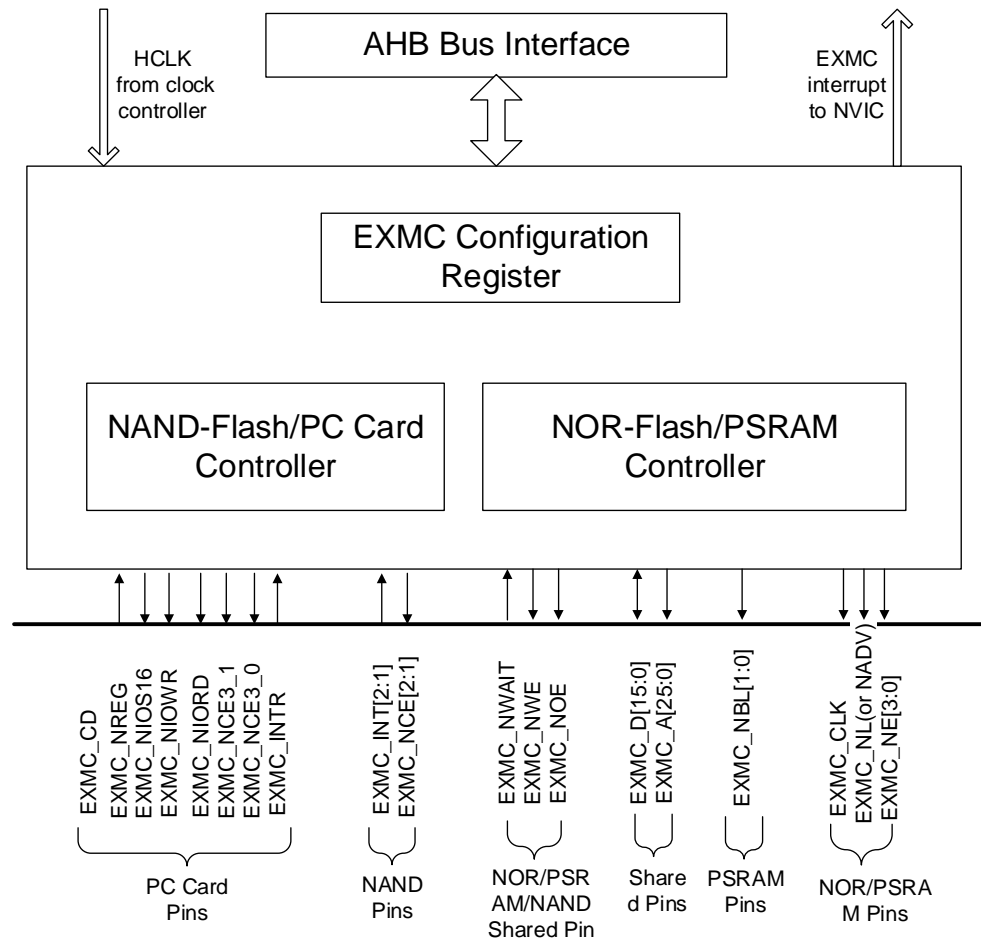 AHB Bus Interface
HCLK
from clock
controller
EXMC
interrupt
to NVIC
EXMC Configuration
Register
NAND-Flash/PC Card
Controller
NOR-Flash/PSRAM
Controller
EXMC_CD
EXMC_NREG
EXMC_NIOS16
EXMC_NIOWR
EXMC_NIORD
EXMC_NCE3_1
EXMC_NCE3_0
EXMC_INTR
EXMC_INT[2:1]
EXMC_NCE[2:1]
EXMC_NWAIT
EXMC_NWE
EXMC_NOE
EXMC_D[15:0]
EXMC_A[25:0]
EXMC_NBL[1:0]
EXMC_CLK
EXMC_NL(or NADV)
EXMC_NE[3:0]
PC Card
Pins
NAND
Pins
NOR/PSR
AM/NAND
Shared Pin
Share
d Pins
PSRAM
Pins
NOR/PSRA
M Pins